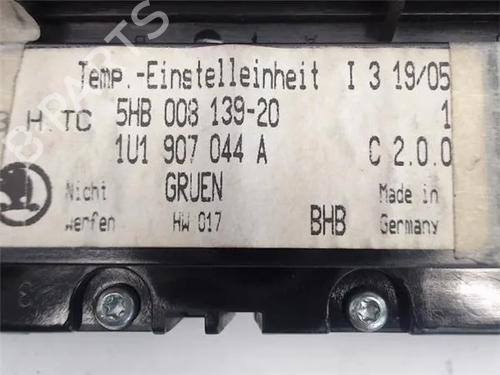 Temp.-Einstelleinheit I 3 19/05
H.TC 5HB 008 139-20 1
1U1 907 044 A C 2.0.0
Nicht GRUEN Made in
werfen HW 017 BHB Germany